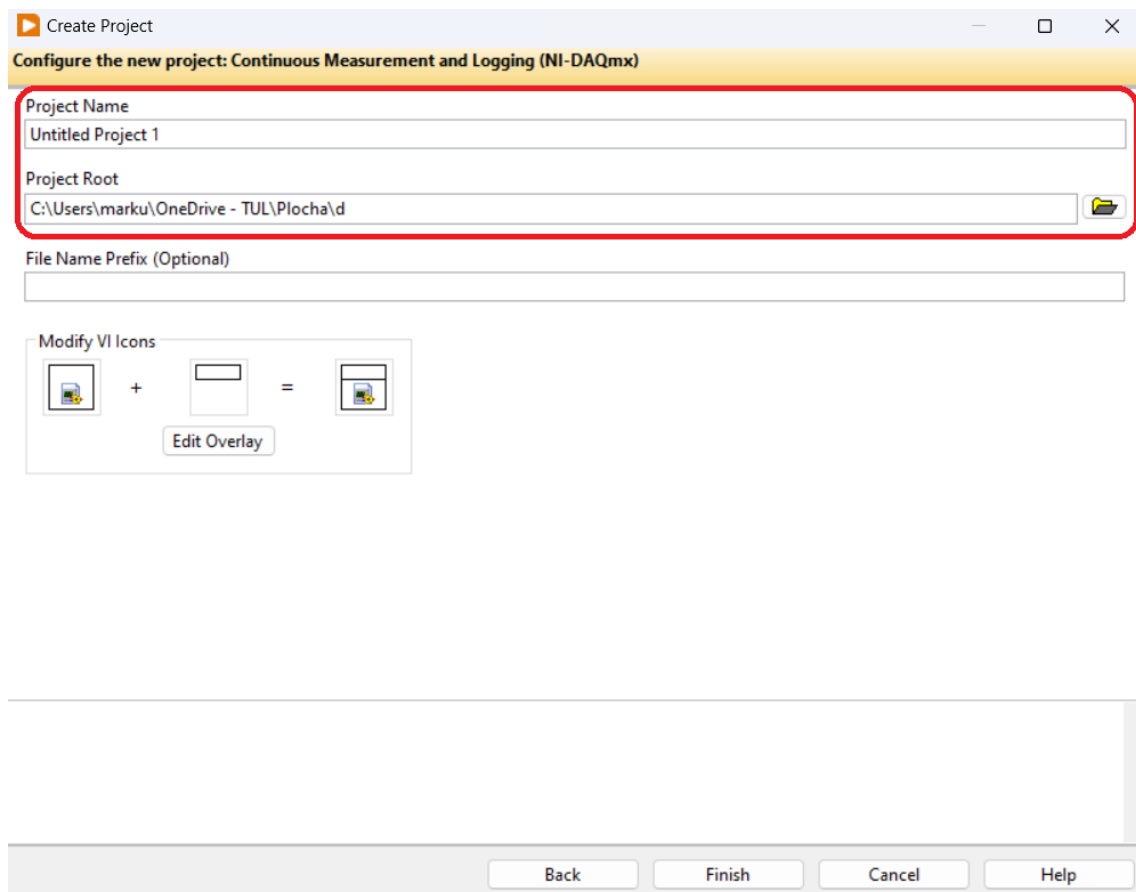 Create Project
Configure the new project: Continuous Measurement and Logging (NI-DAQmx)
Project Name
Untitled Project 1
Project Root
C:\Users\marku\OneDrive - TUL\Plocha\d
File Name Prefix (Optional)
Modify VI Icons
+ =
Edit Overlay
Back Finish Cancel Help